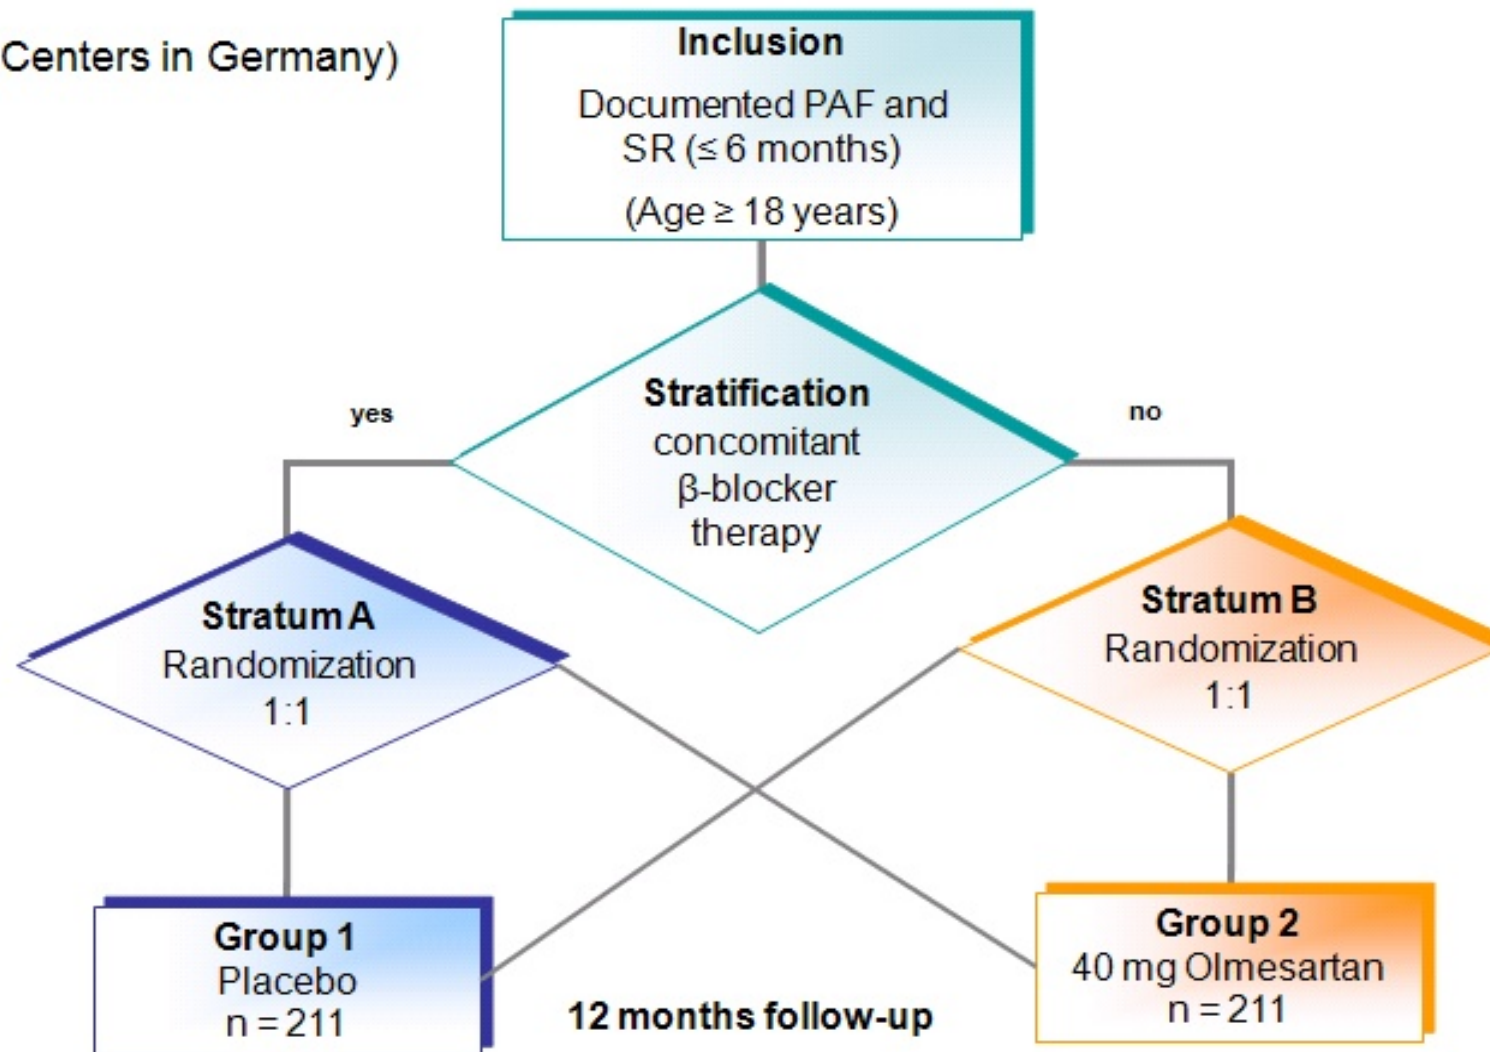 Centers in Germany)
Inclusion
Documented PAF and
SR (≤ 6 months)
(Age ≥ 18 years)
Stratification
concomitant
β-blocker
therapy
yes
no
Stratum A
Randomization
1:1
Stratum B
Randomization
1:1
Group 1
Placebo
n = 211
12 months follow-up
Group 2
40 mg Olmesartan
n = 211